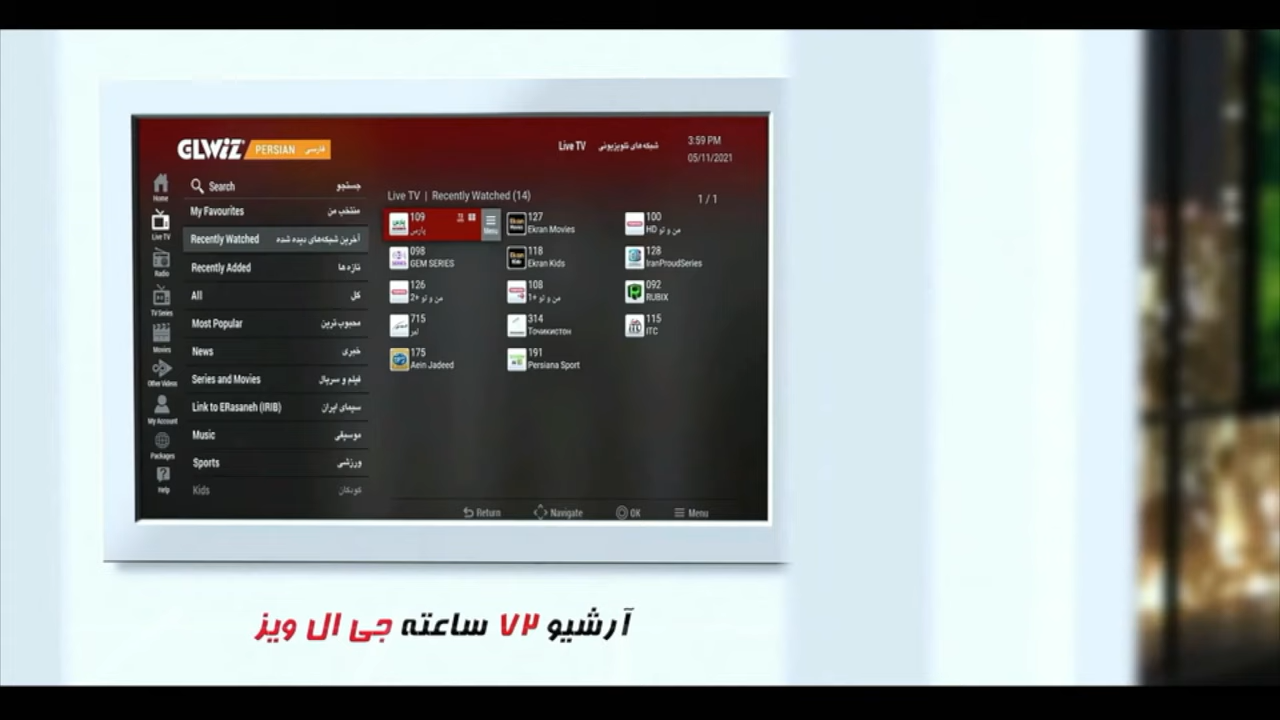 GLWiZ PERSIAN فارسی
Live TV شبکه‌های تلویزیونی
3:59 PM
05/11/2021
Home
Live TV
Radio
TV Series
Movies
Other Videos
My Account
Packages
Help
Search جستجو
My Favourites منتخب من
Recently Watched آخرین شبکه‌های دیده شده
Recently Added تازه ها
All کل
Most Popular محبوب ترین
News خبری
Series and Movies فیلم و سریال
Link to ERasaneh (IRIB) سیمای ایران
Music موسیقی
Sports ورزشی
Kids کودکان
Live TV | Recently Watched (14)
1 / 1
109 پارس
Menu
127 Ekran Movies
100 من و تو HD
098 GEM SERIES
118 Ekran Kids
128 IranProudSeries
126 من و تو +2
108 من و تو +1
092 RUBIX
715 لمر
314 Точикистон
115 ITC
175 Aein Jadeed
191 Persiana Sport
Return Navigate OK Menu
آرشیو ۷۲ ساعته جی ال ویز